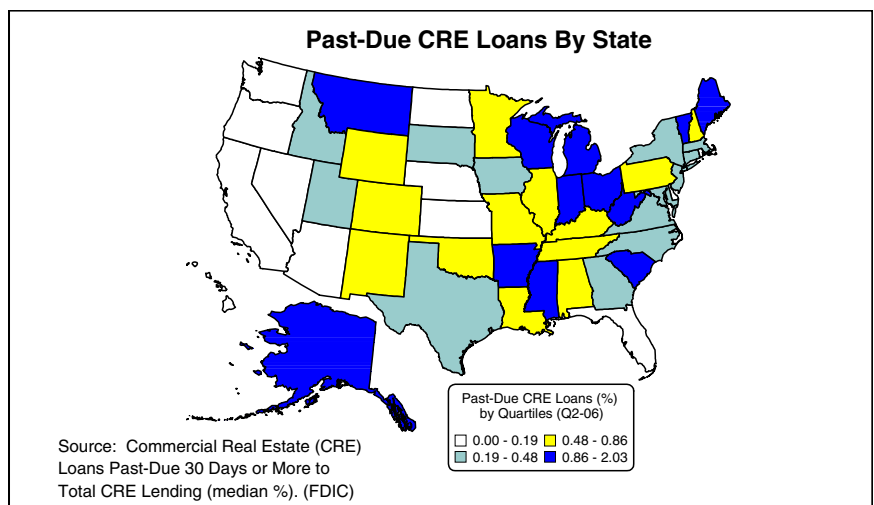 Past-Due CRE Loans By State
Past-Due CRE Loans (%)
by Quartiles (Q2-06)
0.00 - 0.19 0.48 - 0.86
0.19 - 0.48 0.86 - 2.03
Source: Commercial Real Estate (CRE)
Loans Past-Due 30 Days or More to
Total CRE Lending (median %). (FDIC)